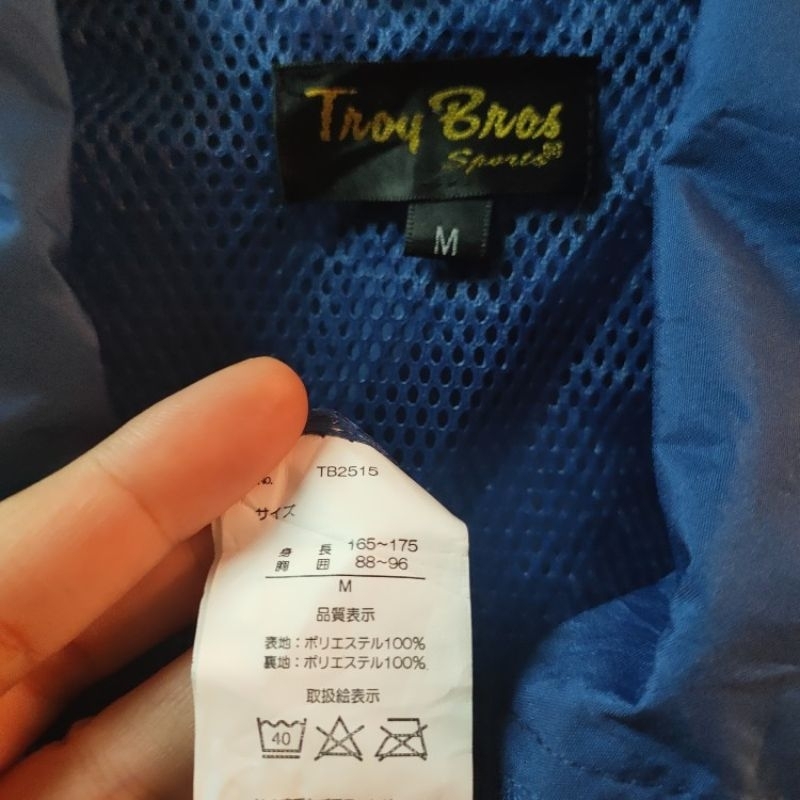 Troy Bros
Sports
M
No. TB2515
サイズ
身長 165~175
胸囲 88~96
M
品質表示
表地:ポリエステル100%
裏地:ポリエステル100%
取扱絵表示
40